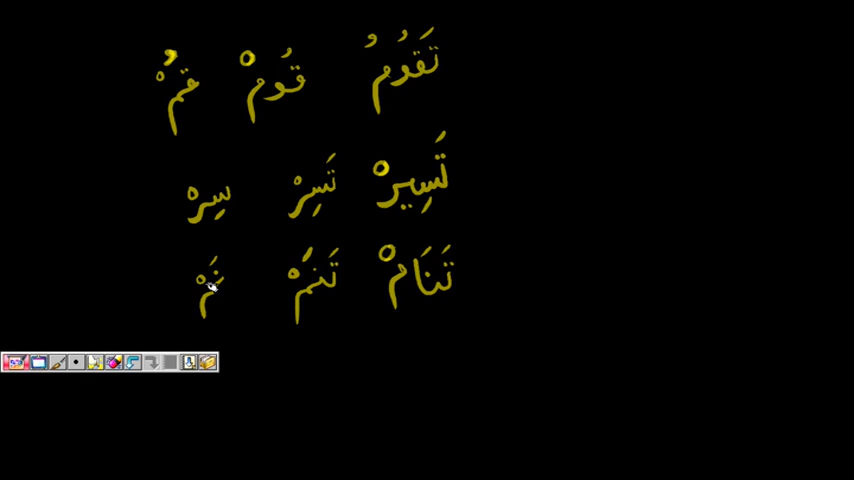 تَقُومُ قُومْ قُمْ
تَسِيرْ تَسِرْ سِرْ
تَنَامْ تَنَمْ نَمْ